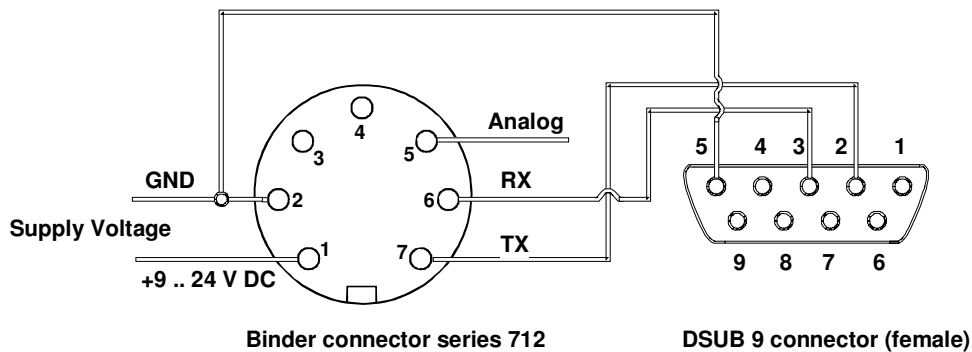 Analog
4
3
5
5 4 3 2 1
GND
2
6
RX
Supply Voltage
1
7
TX
9 8 7 6
+9 .. 24 V DC
Binder connector series 712
DSUB 9 connector (female)